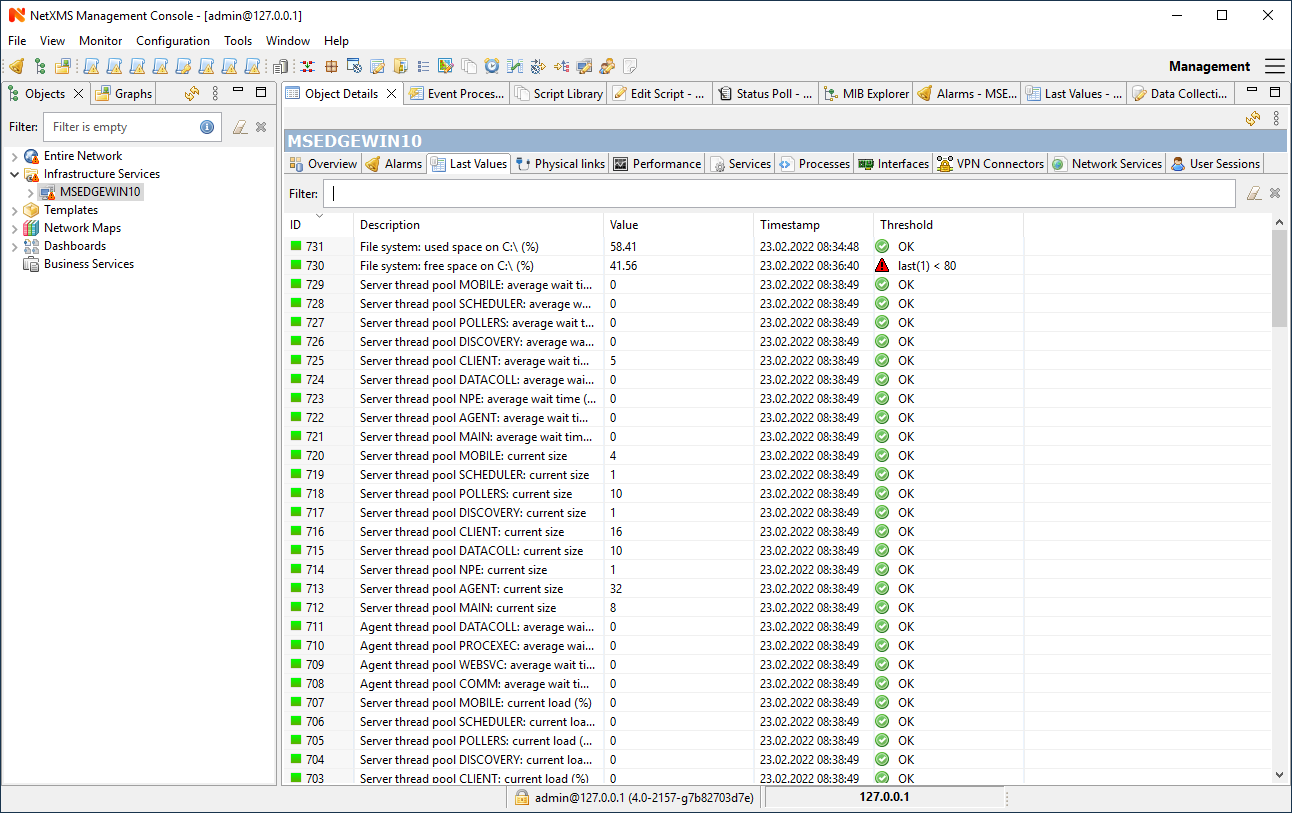 NetXMS Management Console - [admin@127.0.0.1]
File View Monitor Configuration Tools Window Help
Management
Objects Graphs
Object Details Event Proces... Script Library Edit Script - ... Status Poll - ... MIB Explorer Alarms - MSE... Last Values - ... Data Collecti...
Filter: Filter is empty
Entire Network
Infrastructure Services
MSEDGEWIN10
Templates
Network Maps
Dashboards
Business Services
MSEDGEWIN10
Overview Alarms Last Values Physical links Performance Services Processes Interfaces VPN Connectors Network Services User Sessions
Filter:
ID Description Value Timestamp Threshold
731 File system: used space on C:\ (%) 58.41 23.02.2022 08:34:48 OK
730 File system: free space on C:\ (%) 41.56 23.02.2022 08:36:40 last(1) < 80
729 Server thread pool MOBILE: average wait ti... 0 23.02.2022 08:38:49 OK
728 Server thread pool SCHEDULER: average w... 0 23.02.2022 08:38:49 OK
727 Server thread pool POLLERS: average wait t... 0 23.02.2022 08:38:49 OK
726 Server thread pool DISCOVERY: average wa... 0 23.02.2022 08:38:49 OK
725 Server thread pool CLIENT: average wait ti... 5 23.02.2022 08:38:49 OK
724 Server thread pool DATACOLL: average wai... 0 23.02.2022 08:38:49 OK
723 Server thread pool NPE: average wait time (... 0 23.02.2022 08:38:49 OK
722 Server thread pool AGENT: average wait ti... 0 23.02.2022 08:38:49 OK
721 Server thread pool MAIN: average wait tim... 0 23.02.2022 08:38:49 OK
720 Server thread pool MOBILE: current size 4 23.02.2022 08:38:49 OK
719 Server thread pool SCHEDULER: current size 1 23.02.2022 08:38:49 OK
718 Server thread pool POLLERS: current size 10 23.02.2022 08:38:49 OK
717 Server thread pool DISCOVERY: current size 1 23.02.2022 08:38:49 OK
716 Server thread pool CLIENT: current size 16 23.02.2022 08:38:49 OK
715 Server thread pool DATACOLL: current size 10 23.02.2022 08:38:49 OK
714 Server thread pool NPE: current size 1 23.02.2022 08:38:49 OK
713 Server thread pool AGENT: current size 32 23.02.2022 08:38:49 OK
712 Server thread pool MAIN: current size 8 23.02.2022 08:38:49 OK
711 Agent thread pool DATACOLL: average wai... 0 23.02.2022 08:38:49 OK
710 Agent thread pool PROCEXEC: average wai... 0 23.02.2022 08:38:49 OK
709 Agent thread pool WEBSVC: average wait ti... 0 23.02.2022 08:38:49 OK
708 Agent thread pool COMM: average wait ti... 0 23.02.2022 08:38:49 OK
707 Server thread pool MOBILE: current load (%) 0 23.02.2022 08:38:49 OK
706 Server thread pool SCHEDULER: current loa... 0 23.02.2022 08:38:49 OK
705 Server thread pool POLLERS: current load (... 0 23.02.2022 08:38:49 OK
704 Server thread pool DISCOVERY: current loa... 0 23.02.2022 08:38:49 OK
703 Server thread pool CLIENT: current load (%) 0 23.02.2022 08:38:49 OK
admin@127.0.0.1 (4.0-2157-g7b82703d7e) 127.0.0.1